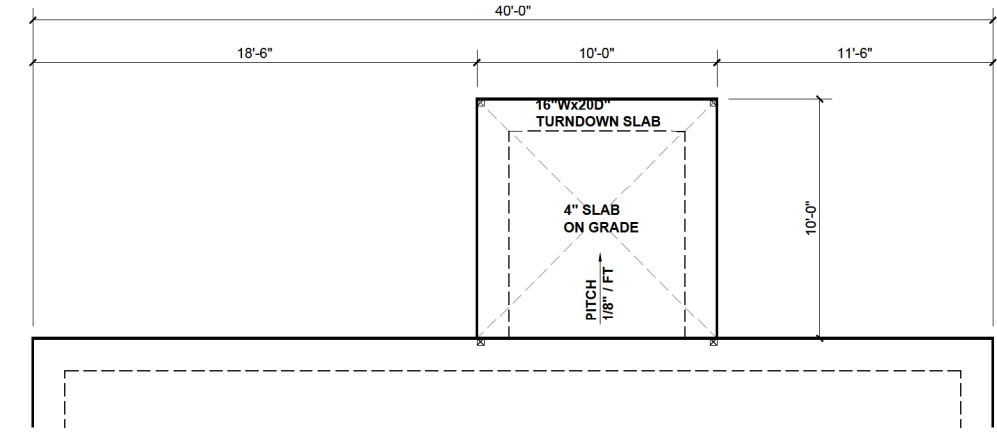 40'-0"
18'-6"
10'-0"
11'-6"
16"Wx20D"
TURNDOWN SLAB
4" SLAB
ON GRADE
10'-0"
PITCH
1/8" / FT